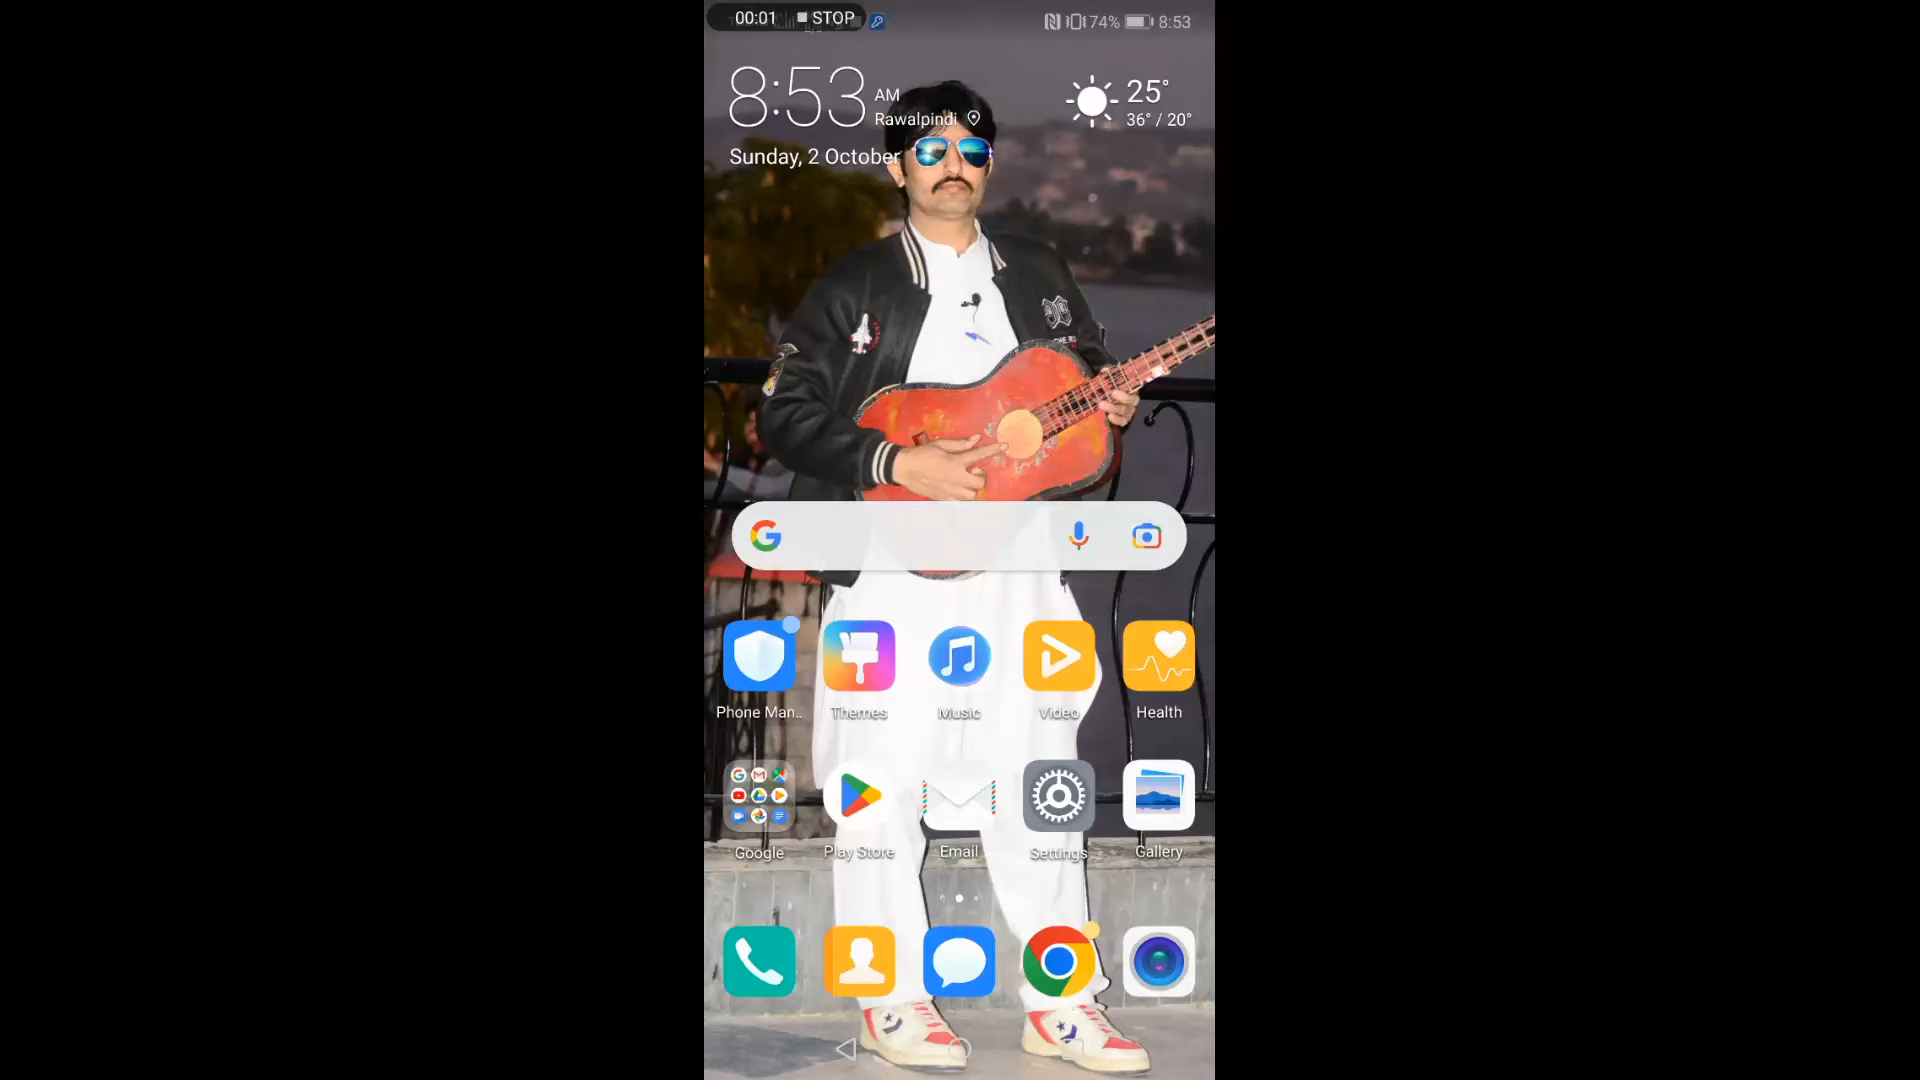 00:01 STOP
74% 8:53
8:53 AM
Rawalpindi
Sunday, 2 October
25°
36° / 20°
Phone Man.. Themes Music Video Health
Google Play Store Email Settings Gallery